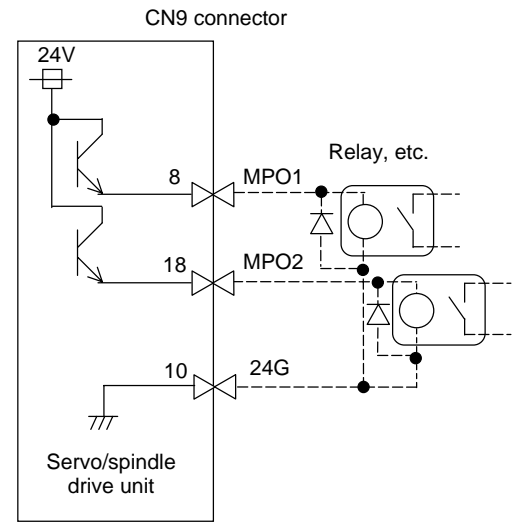 CN9 connector
24V
Relay, etc.
8 MPO1
18 MPO2
10 24G
Servo/spindle
drive unit